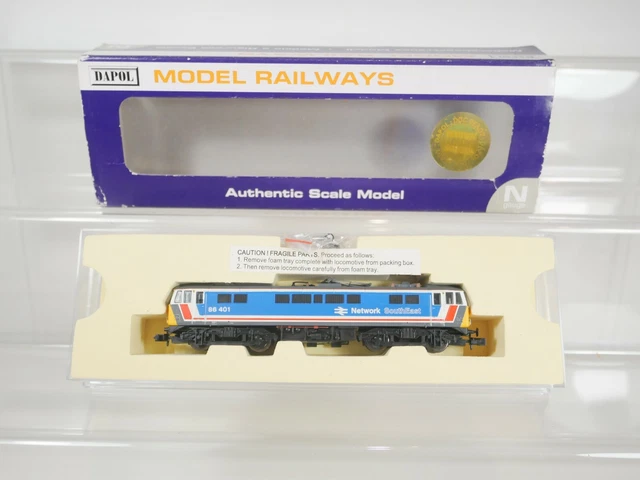 DAPOL
MODEL RAILWAYS
Authentic Scale Model
N
CAUTION! FRAGILE PARTS. Proceed as follows:
1. Remove foam tray complete with locomotive from packing box.
2. Then remove locomotive carefully from foam tray.
86 401
Network SouthEast